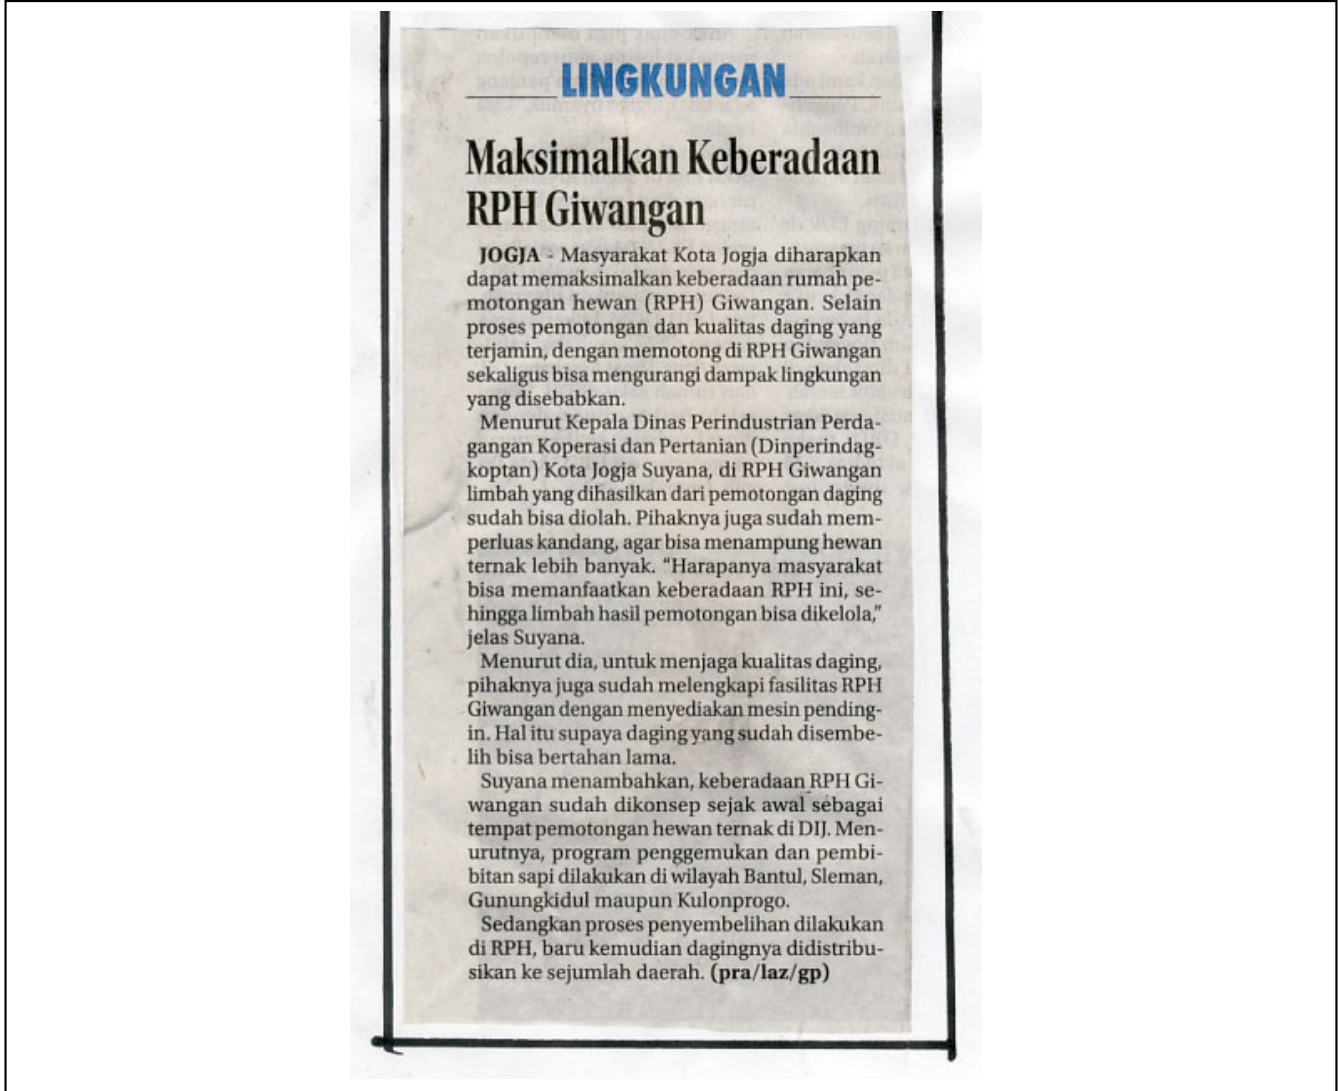 LINGKUNGAN
Maksimalkan Keberadaan
RPH Giwangan
JOGJA - Masyarakat Kota Jogja diharapkan
dapat memaksimalkan keberadaan rumah pe-
motongan hewan (RPH) Giwangan. Selain
proses pemotongan dan kualitas daging yang
terjamin, dengan memotong di RPH Giwangan
sekaligus bisa mengurangi dampak lingkungan
yang disebabkan.
Menurut Kepala Dinas Perindustrian Perda-
gangan Koperasi dan Pertanian (Dinperindag-
koptan) Kota Jogja Suyana, di RPH Giwangan
limbah yang dihasilkan dari pemotongan daging
sudah bisa diolah. Pihaknya juga sudah mem-
perluas kandang, agar bisa menampung hewan
ternak lebih banyak. “Harapanya masyarakat
bisa memanfaatkan keberadaan RPH ini, se-
hingga limbah hasil pemotongan bisa dikelola,”
jelas Suyana.
Menurut dia, untuk menjaga kualitas daging,
pihaknya juga sudah melengkapi fasilitas RPH
Giwangan dengan menyediakan mesin pending-
in. Hal itu supaya daging yang sudah disembe-
lih bisa bertahan lama.
Suyana menambahkan, keberadaan RPH Gi-
wangan sudah dikonsep sejak awal sebagai
tempat pemotongan hewan ternak di DIJ. Men-
urutnya, program penggemukan dan pembi-
bitan sapi dilakukan di wilayah Bantul, Sleman,
Gunungkidul maupun Kulonprogo.
Sedangkan proses penyembelihan dilakukan
di RPH, baru kemudian dagingnya didistribu-
sikan ke sejumlah daerah. (pra/laz/gp)